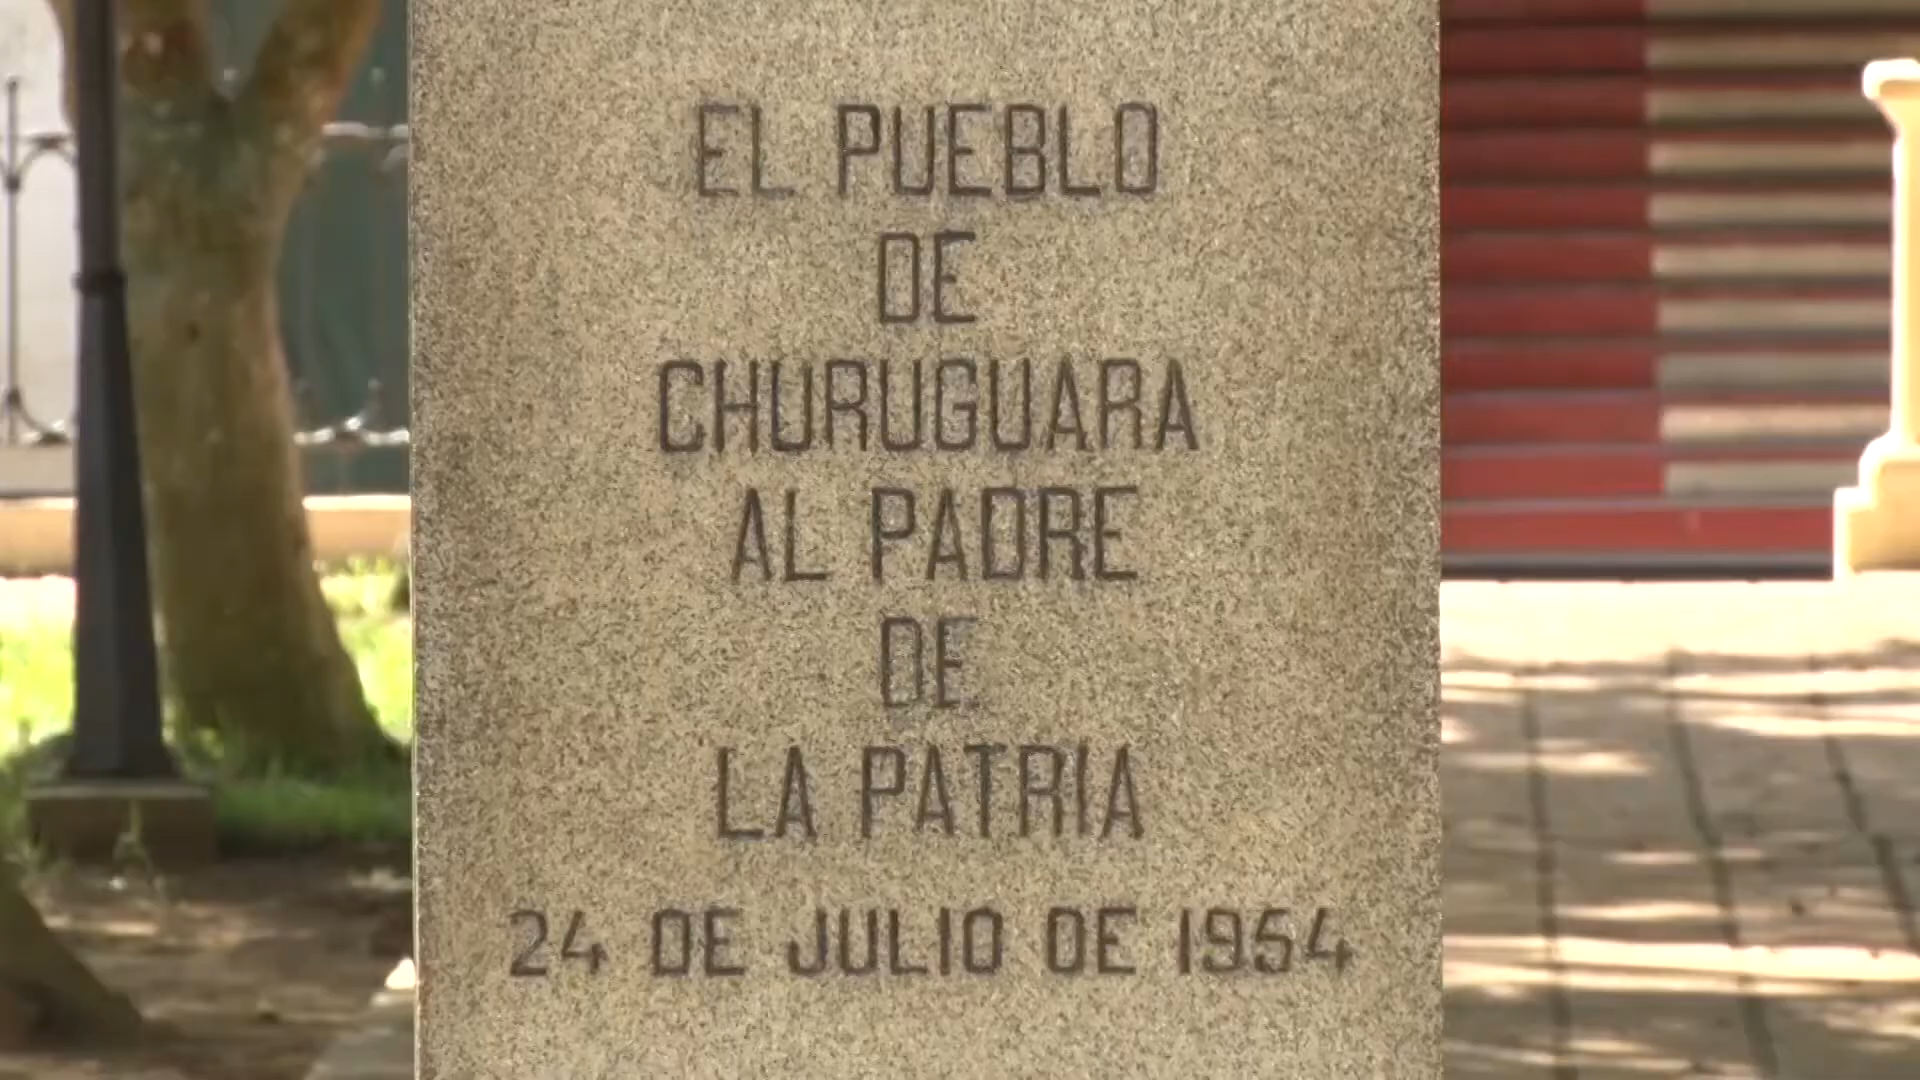 EL PUEBLO
DE
CHURUGUARA
AL PADRE
DE
LA PATRIA
24 DE JULIO DE 1954